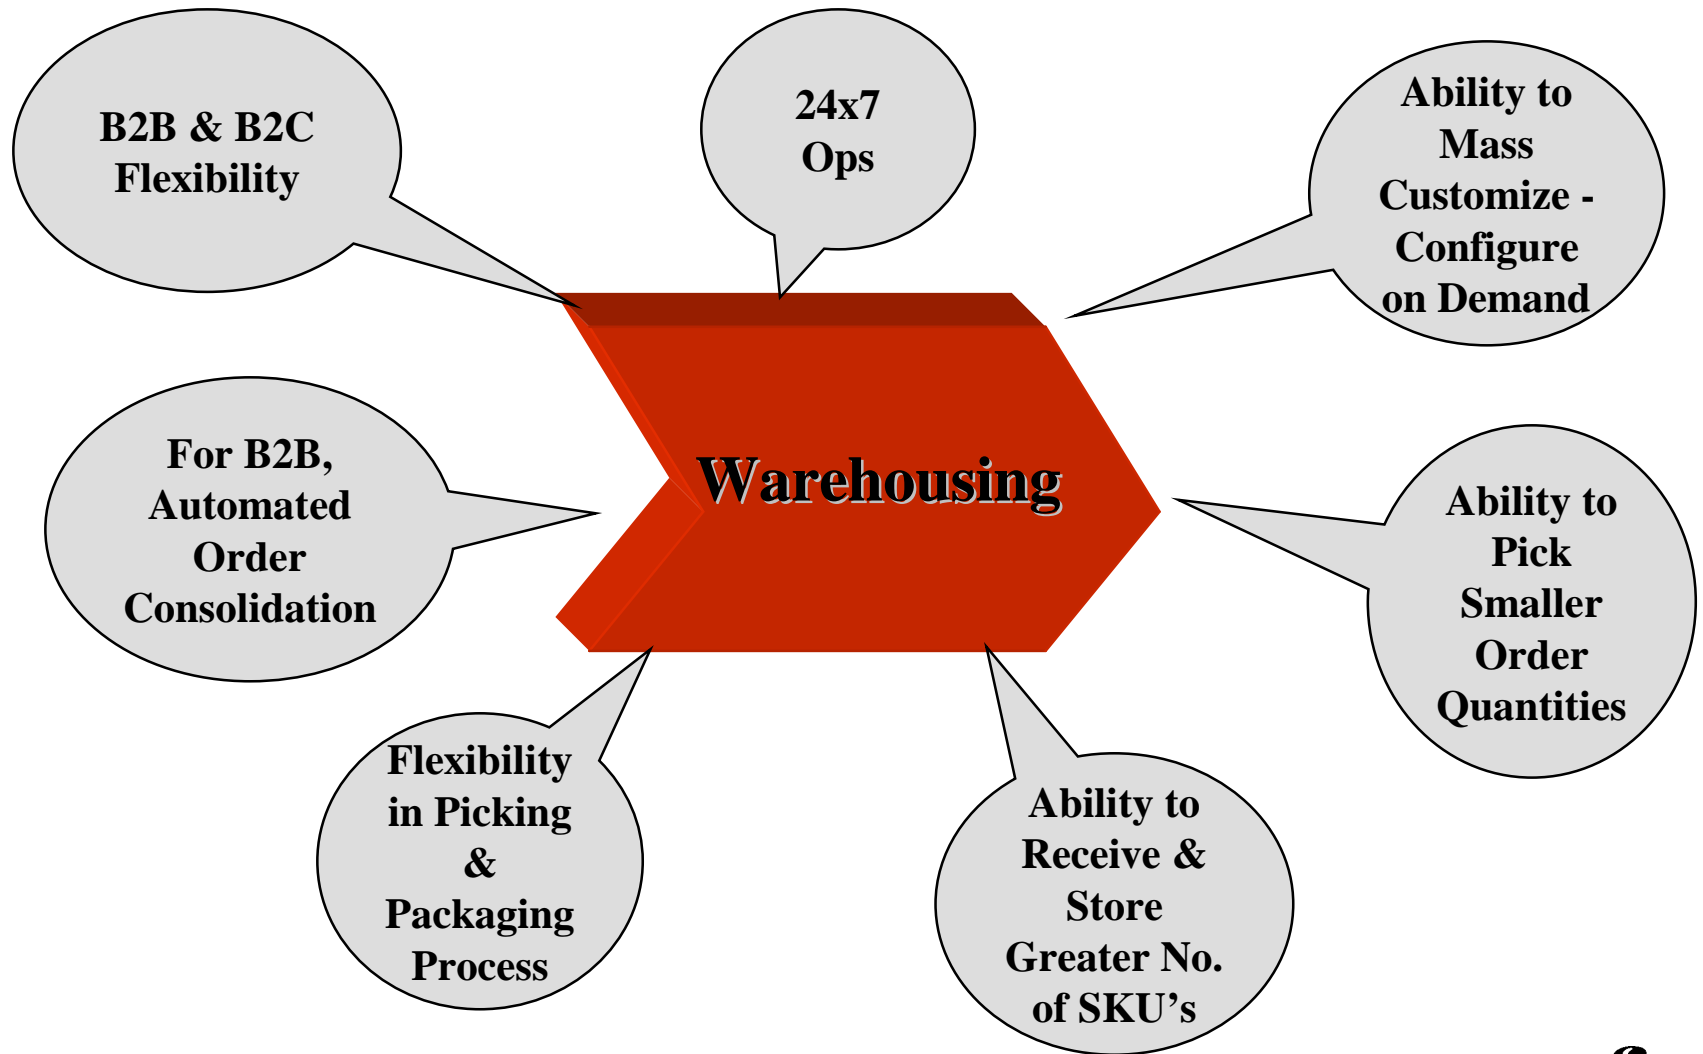 B2B & B2C
Flexibility
24x7
Ops
Ability to
Mass
Customize -
Configure
on Demand
For B2B,
Automated
Order
Consolidation
Warehousing
Ability to
Pick
Smaller
Order
Quantities
Flexibility
in Picking
&
Packaging
Process
Ability to
Receive &
Store
Greater No.
of SKU's